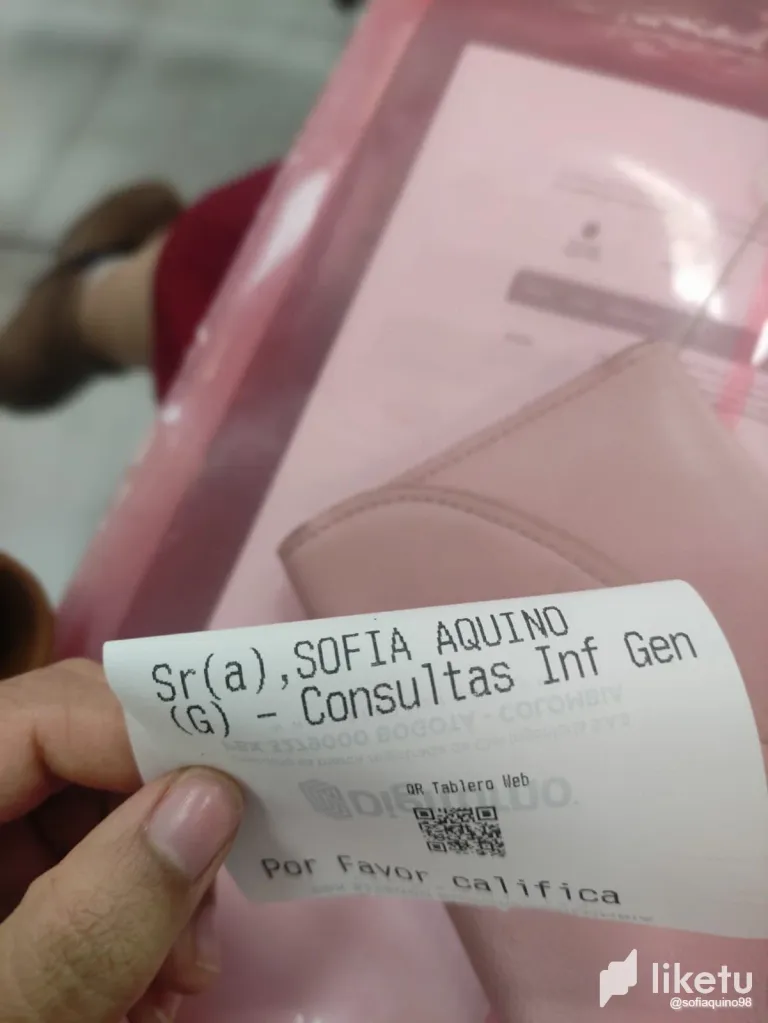 Sr(a),SOFIA AQUINO
(G) - Consultas Inf Gen
QR Tablero Web
Por Favor califica
liketu
@sofiaquino98